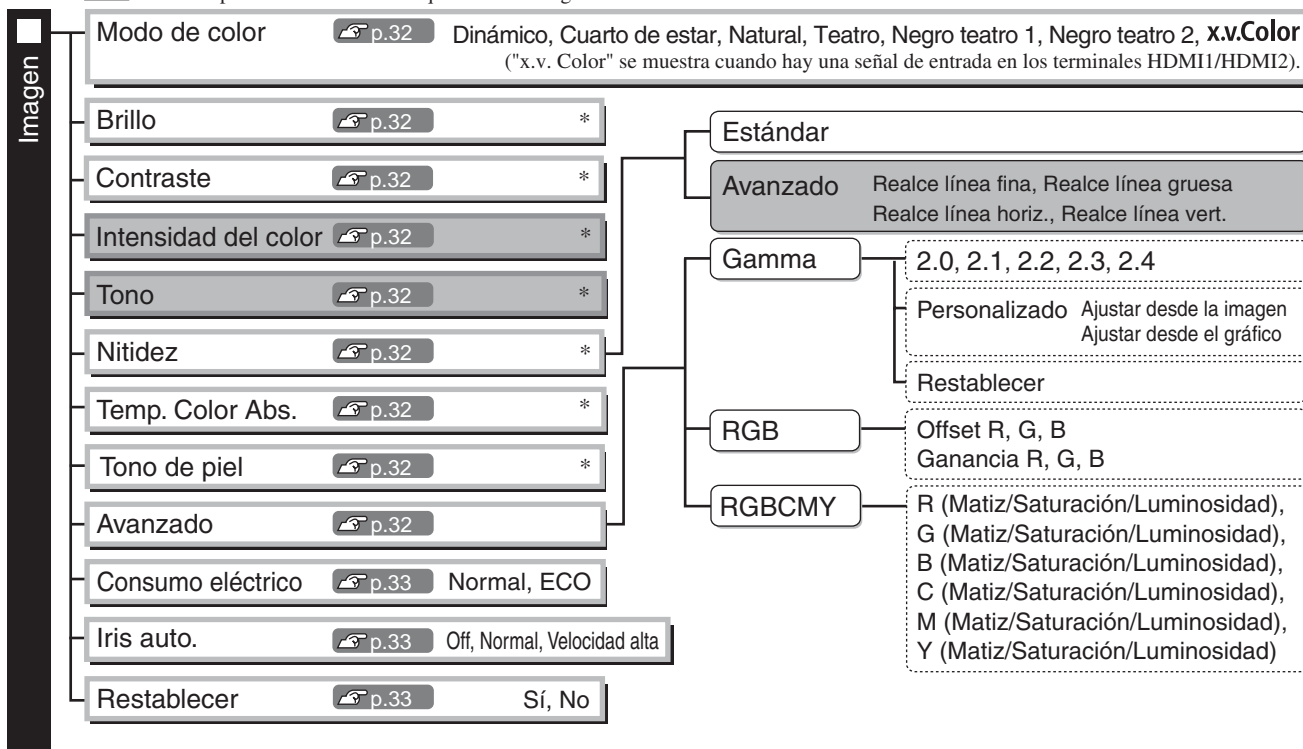 Imagen
Modo de color p.32 Dinámico, Cuarto de estar, Natural, Teatro, Negro teatro 1, Negro teatro 2, x.v.Color
("x.v. Color" se muestra cuando hay una señal de entrada en los terminales HDMI1/HDMI2).
Brillo p.32 *
Contraste p.32 *
Intensidad del color p.32 *
Tono p.32 *
Nitidez p.32 *
Temp. Color Abs. p.32 *
Tono de piel p.32 *
Avanzado p.32
Consumo eléctrico p.33 Normal, ECO
Iris auto. p.33 Off, Normal, Velocidad alta
Restablecer p.33 Sí, No
Estándar
Avanzado Realce línea fina, Realce línea gruesa
Realce línea horiz., Realce línea vert.
Gamma
2.0, 2.1, 2.2, 2.3, 2.4
Personalizado Ajustar desde la imagen
Ajustar desde el gráfico
Restablecer
RGB
Offset R, G, B
Ganancia R, G, B
RGBCMY
R (Matiz/Saturación/Luminosidad),
G (Matiz/Saturación/Luminosidad),
B (Matiz/Saturación/Luminosidad),
C (Matiz/Saturación/Luminosidad),
M (Matiz/Saturación/Luminosidad),
Y (Matiz/Saturación/Luminosidad)